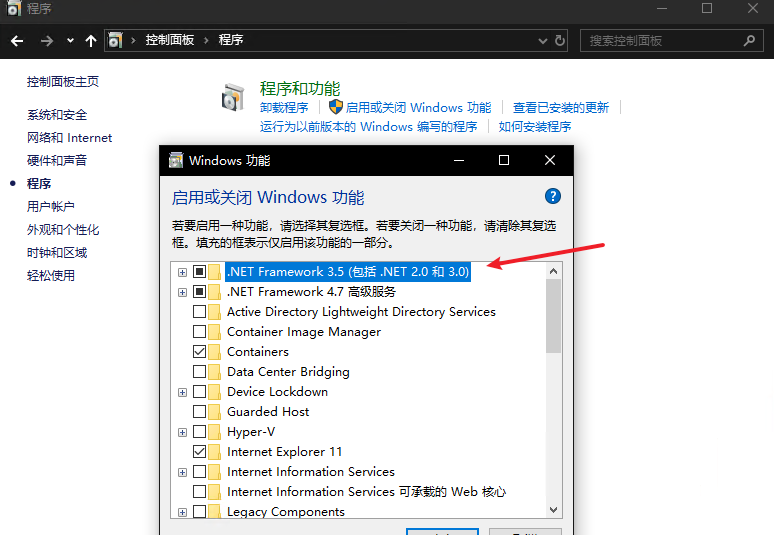 程序
控制面板 程序
搜索控制面板
控制面板主页
系统和安全
网络和 Internet
硬件和声音
程序
用户帐户
外观和个性化
时钟和区域
轻松使用
程序和功能
卸载程序 启用或关闭 Windows 功能 查看已安装的更新
运行为以前版本的 Windows 编写的程序 如何安装程序
Windows 功能
启用或关闭 Windows 功能
若要启用一种功能，请选择其复选框。若要关闭一种功能，请清除其复选
框。填充的框表示仅启用该功能的一部分。
.NET Framework 3.5 (包括 .NET 2.0 和 3.0)
.NET Framework 4.7 高级服务
Active Directory Lightweight Directory Services
Container Image Manager
Containers
Data Center Bridging
Device Lockdown
Guarded Host
Hyper-V
Internet Explorer 11
Internet Information Services
Internet Information Services 可承载的 Web 核心
Legacy Components